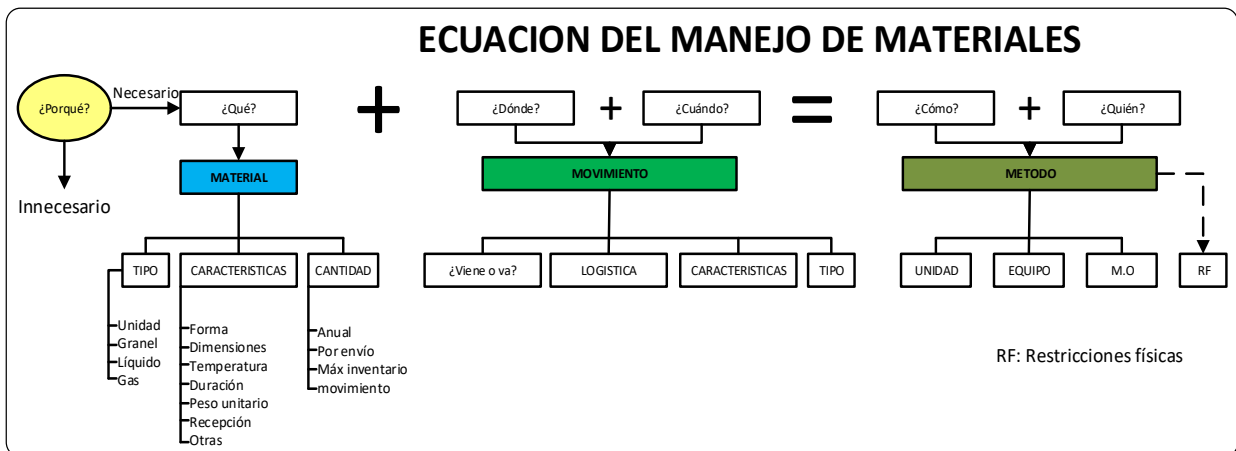 ECUACION DEL MANEJO DE MATERIALES
¿Porqué?
Necesario
Innecesario
¿Qué?
+
¿Dónde?
+
¿Cuándo?
=
¿Cómo?
+
¿Quién?
MATERIAL
MOVIMIENTO
METODO
TIPO
CARACTERISTICAS
CANTIDAD
¿Viene o va?
LOGISTICA
CARACTERISTICAS
TIPO
UNIDAD
EQUIPO
M.O
RF
Unidad
Granel
Líquido
Gas
Forma
Dimensiones
Temperatura
Duración
Peso unitario
Recepción
Otras
Anual
Por envío
Máx inventario
movimiento
RF: Restricciones físicas